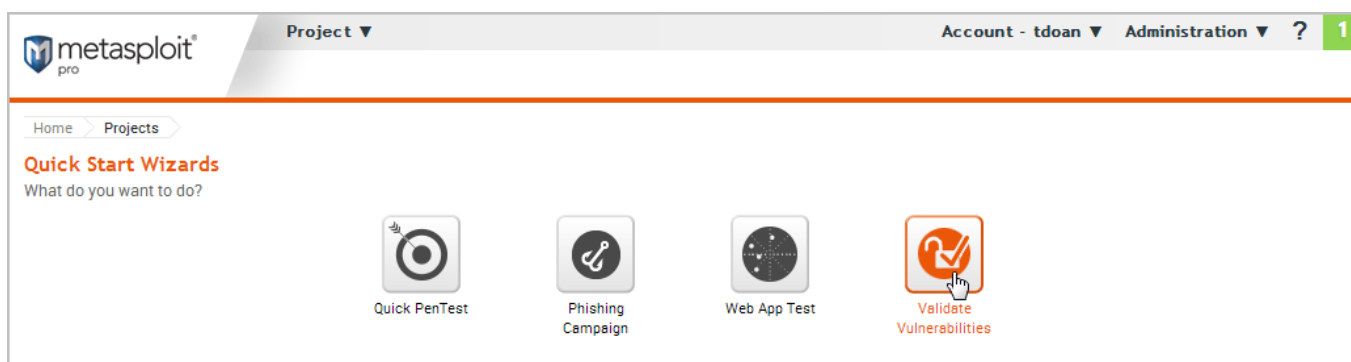 metasploit®
pro
Project ▼
Account - tdoan ▼ Administration ▼ ? 1
Home Projects
Quick Start Wizards
What do you want to do?
Quick PenTest
Phishing
Campaign
Web App Test
Validate
Vulnerabilities